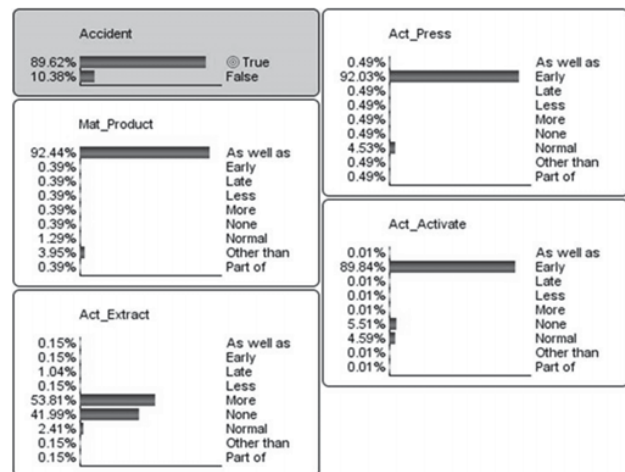 Accident
89.62% True
10.38% False
Mat_Product
92.44% As well as
0.39% Early
0.39% Late
0.39% Less
0.39% More
0.39% None
1.29% Normal
3.95% Other than
0.39% Part of
Act_Extract
0.15% As well as
0.15% Early
1.04% Late
0.15% Less
53.81% More
41.99% None
2.41% Normal
0.15% Other than
0.15% Part of
Act_Press
0.49% As well as
92.03% Early
0.49% Late
0.49% Less
0.49% More
0.49% None
4.53% Normal
0.49% Other than
0.49% Part of
Act_Activate
0.01% As well as
89.84% Early
0.01% Late
0.01% Less
0.01% More
5.51% None
4.59% Normal
0.01% Other than
0.01% Part of